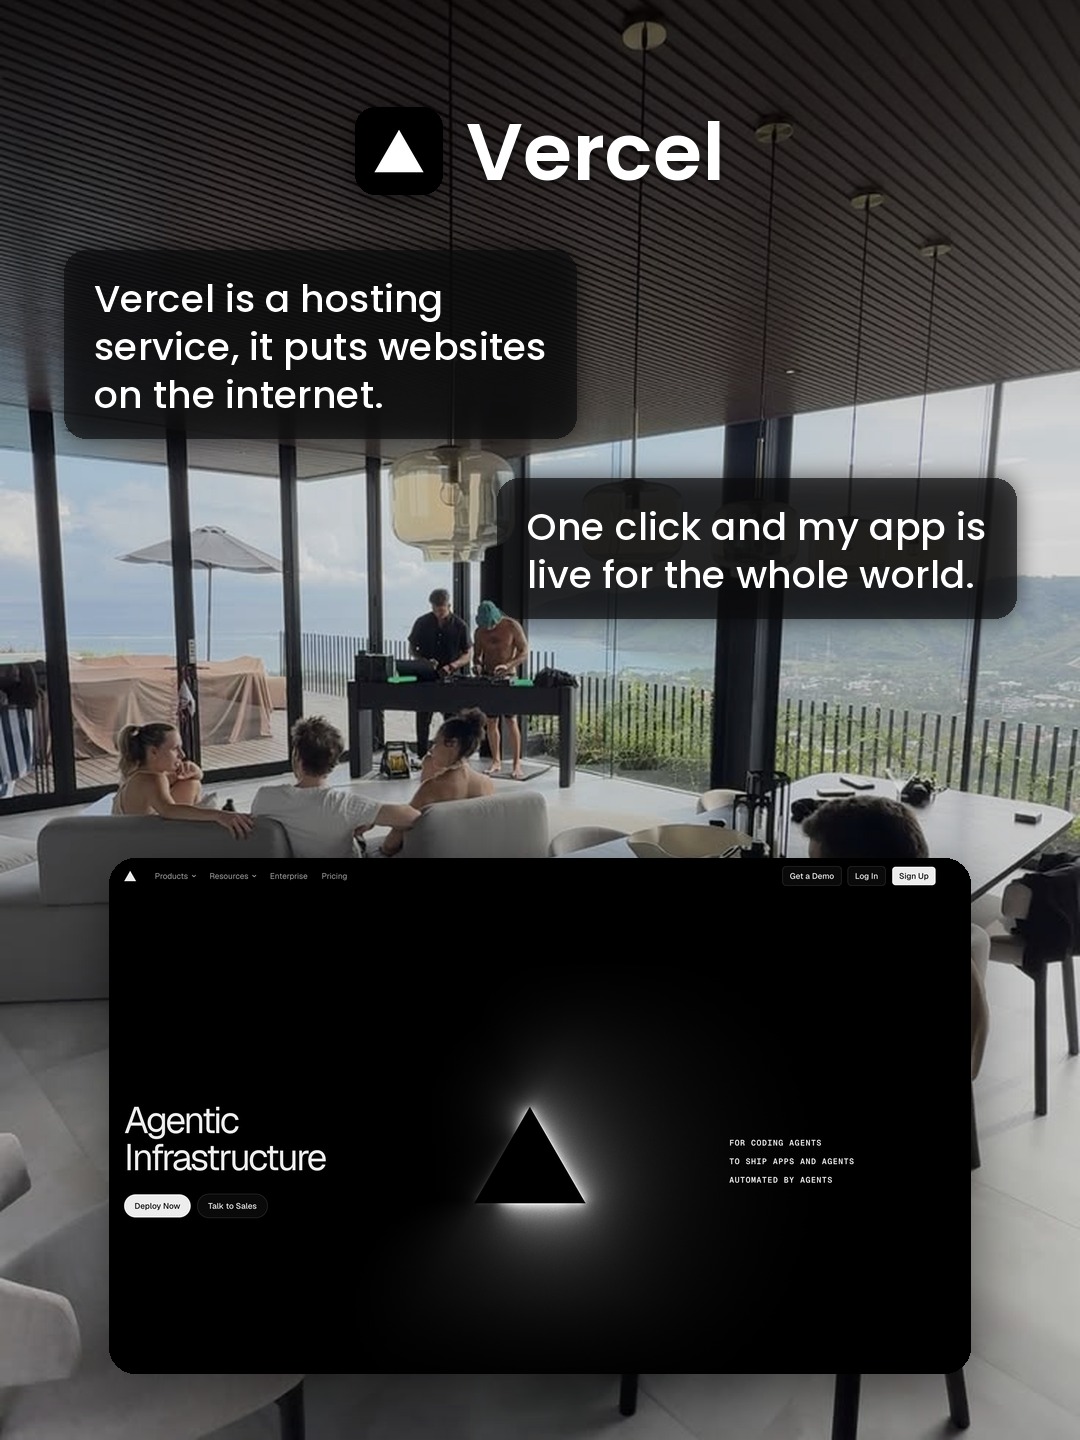 Vercel
Vercel is a hosting
service, it puts websites
on the internet.
One click and my app is
live for the whole world.
Products
Resources
Enterprise
Pricing
Get a Demo
Log In
Sign Up
Agentic
Infrastructure
Deploy Now
Talk to Sales
FOR CODING AGENTS
TO SHIP APPS AND AGENTS
AUTOMATED BY AGENTS